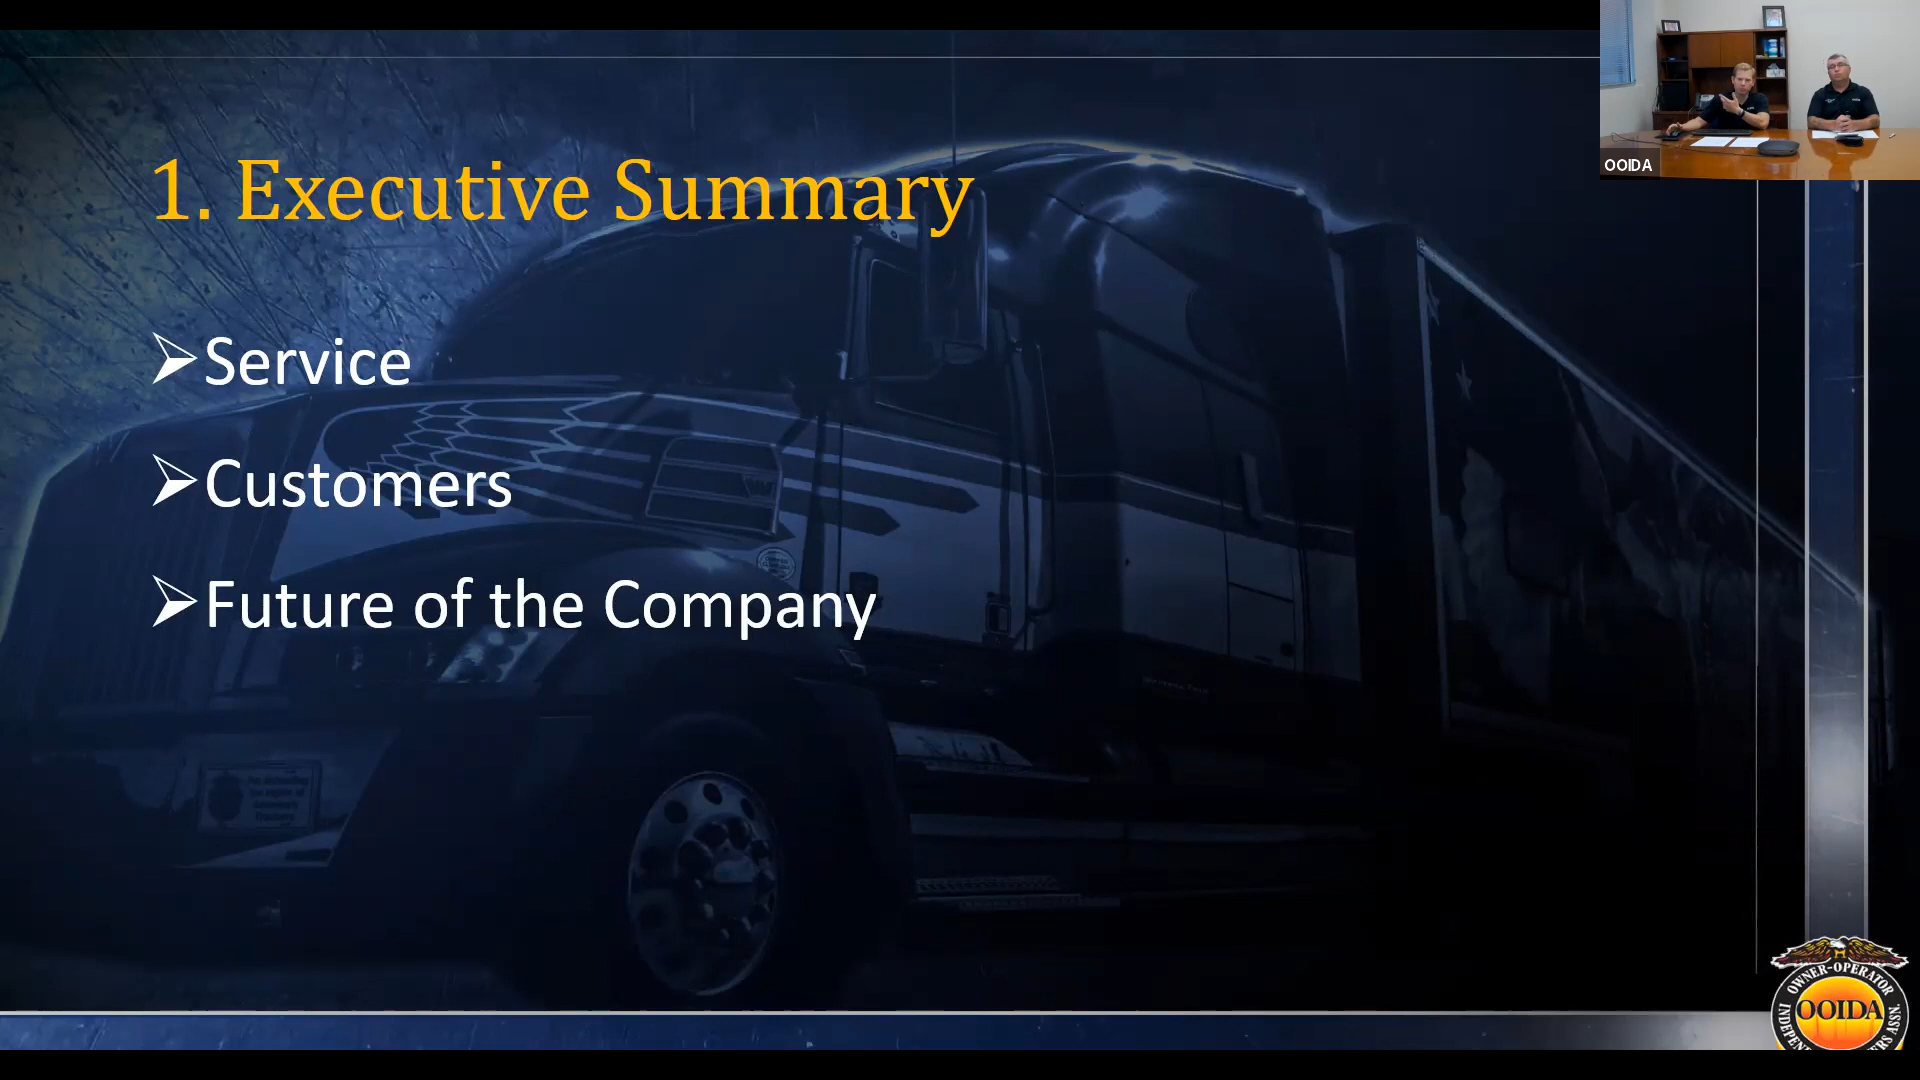 1. Executive Summary
Service
Customers
Future of the Company
OOIDA
OWNER-OPERATOR
OOIDA